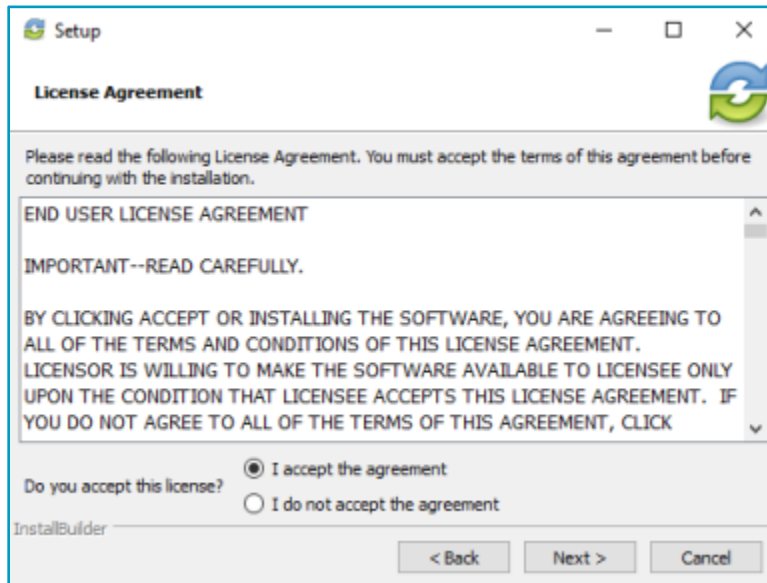 Setup
License Agreement
Please read the following License Agreement. You must accept the terms of this agreement before
continuing with the installation.
END USER LICENSE AGREEMENT
IMPORTANT--READ CAREFULLY.
BY CLICKING ACCEPT OR INSTALLING THE SOFTWARE, YOU ARE AGREEING TO
ALL OF THE TERMS AND CONDITIONS OF THIS LICENSE AGREEMENT.
LICENSOR IS WILLING TO MAKE THE SOFTWARE AVAILABLE TO LICENSEE ONLY
UPON THE CONDITION THAT LICENSEE ACCEPTS THIS LICENSE AGREEMENT.  IF
YOU DO NOT AGREE TO ALL OF THE TERMS OF THIS AGREEMENT, CLICK
Do you accept this license?
I accept the agreement
I do not accept the agreement
InstallBuilder
< Back
Next >
Cancel